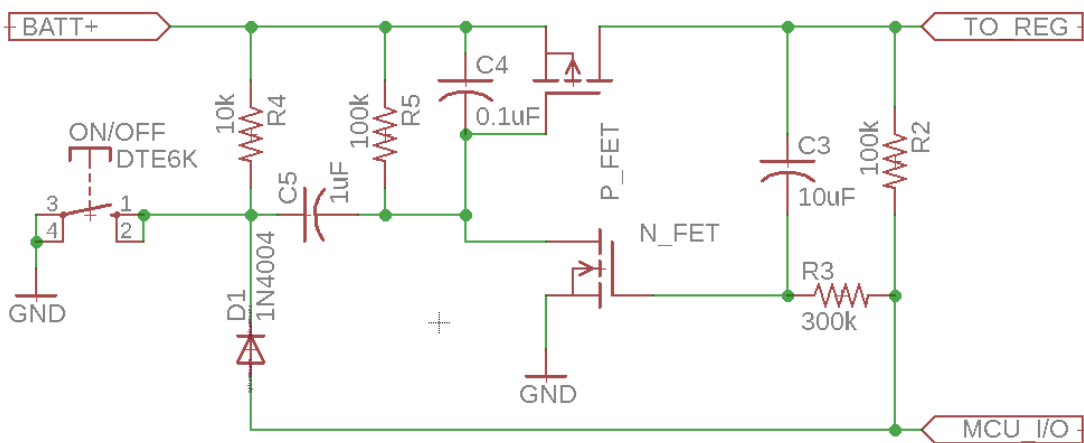 BATT+
TO_REG
C4
0.1uF
10k
R4
100k
R5
ON/OFF
DTE6K
P_FET
C3
10uF
100k
R2
C5
1uF
3
1
4
2
N_FET
R3
300k
GND
D1
1N4004
GND
MCU_I/O